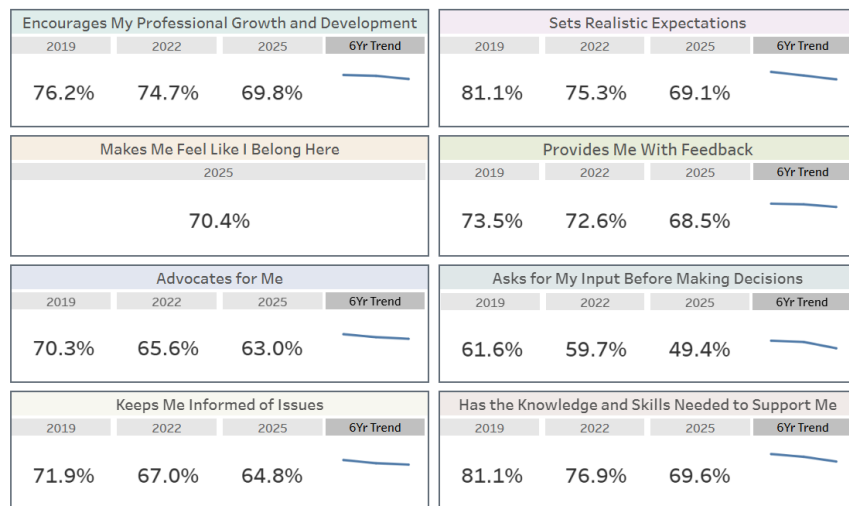 Encourages My Professional Growth and Development
2019 2022 2025 6Yr Trend
76.2% 74.7% 69.8%
Sets Realistic Expectations
2019 2022 2025 6Yr Trend
81.1% 75.3% 69.1%
Makes Me Feel Like I Belong Here
2025
70.4%
Provides Me With Feedback
2019 2022 2025 6Yr Trend
73.5% 72.6% 68.5%
Advocates for Me
2019 2022 2025 6Yr Trend
70.3% 65.6% 63.0%
Asks for My Input Before Making Decisions
2019 2022 2025 6Yr Trend
61.6% 59.7% 49.4%
Keeps Me Informed of Issues
2019 2022 2025 6Yr Trend
71.9% 67.0% 64.8%
Has the Knowledge and Skills Needed to Support Me
2019 2022 2025 6Yr Trend
81.1% 76.9% 69.6%